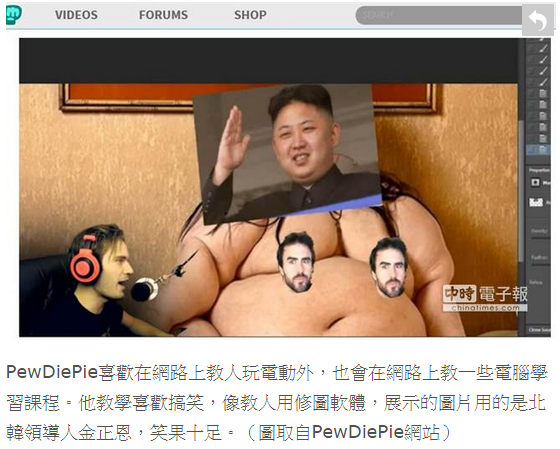 VIDEOS FORUMS SHOP SEARCH
Properties
中時電子報
chinatimes.com
PewDiePie喜歡在網路上教人玩電動外，也會在網路上教一些電腦學
習課程。他教學喜歡搞笑，像教人用修圖軟體，展示的圖片用的是北
韓領導人金正恩，笑果十足。（圖取自PewDiePie網站）